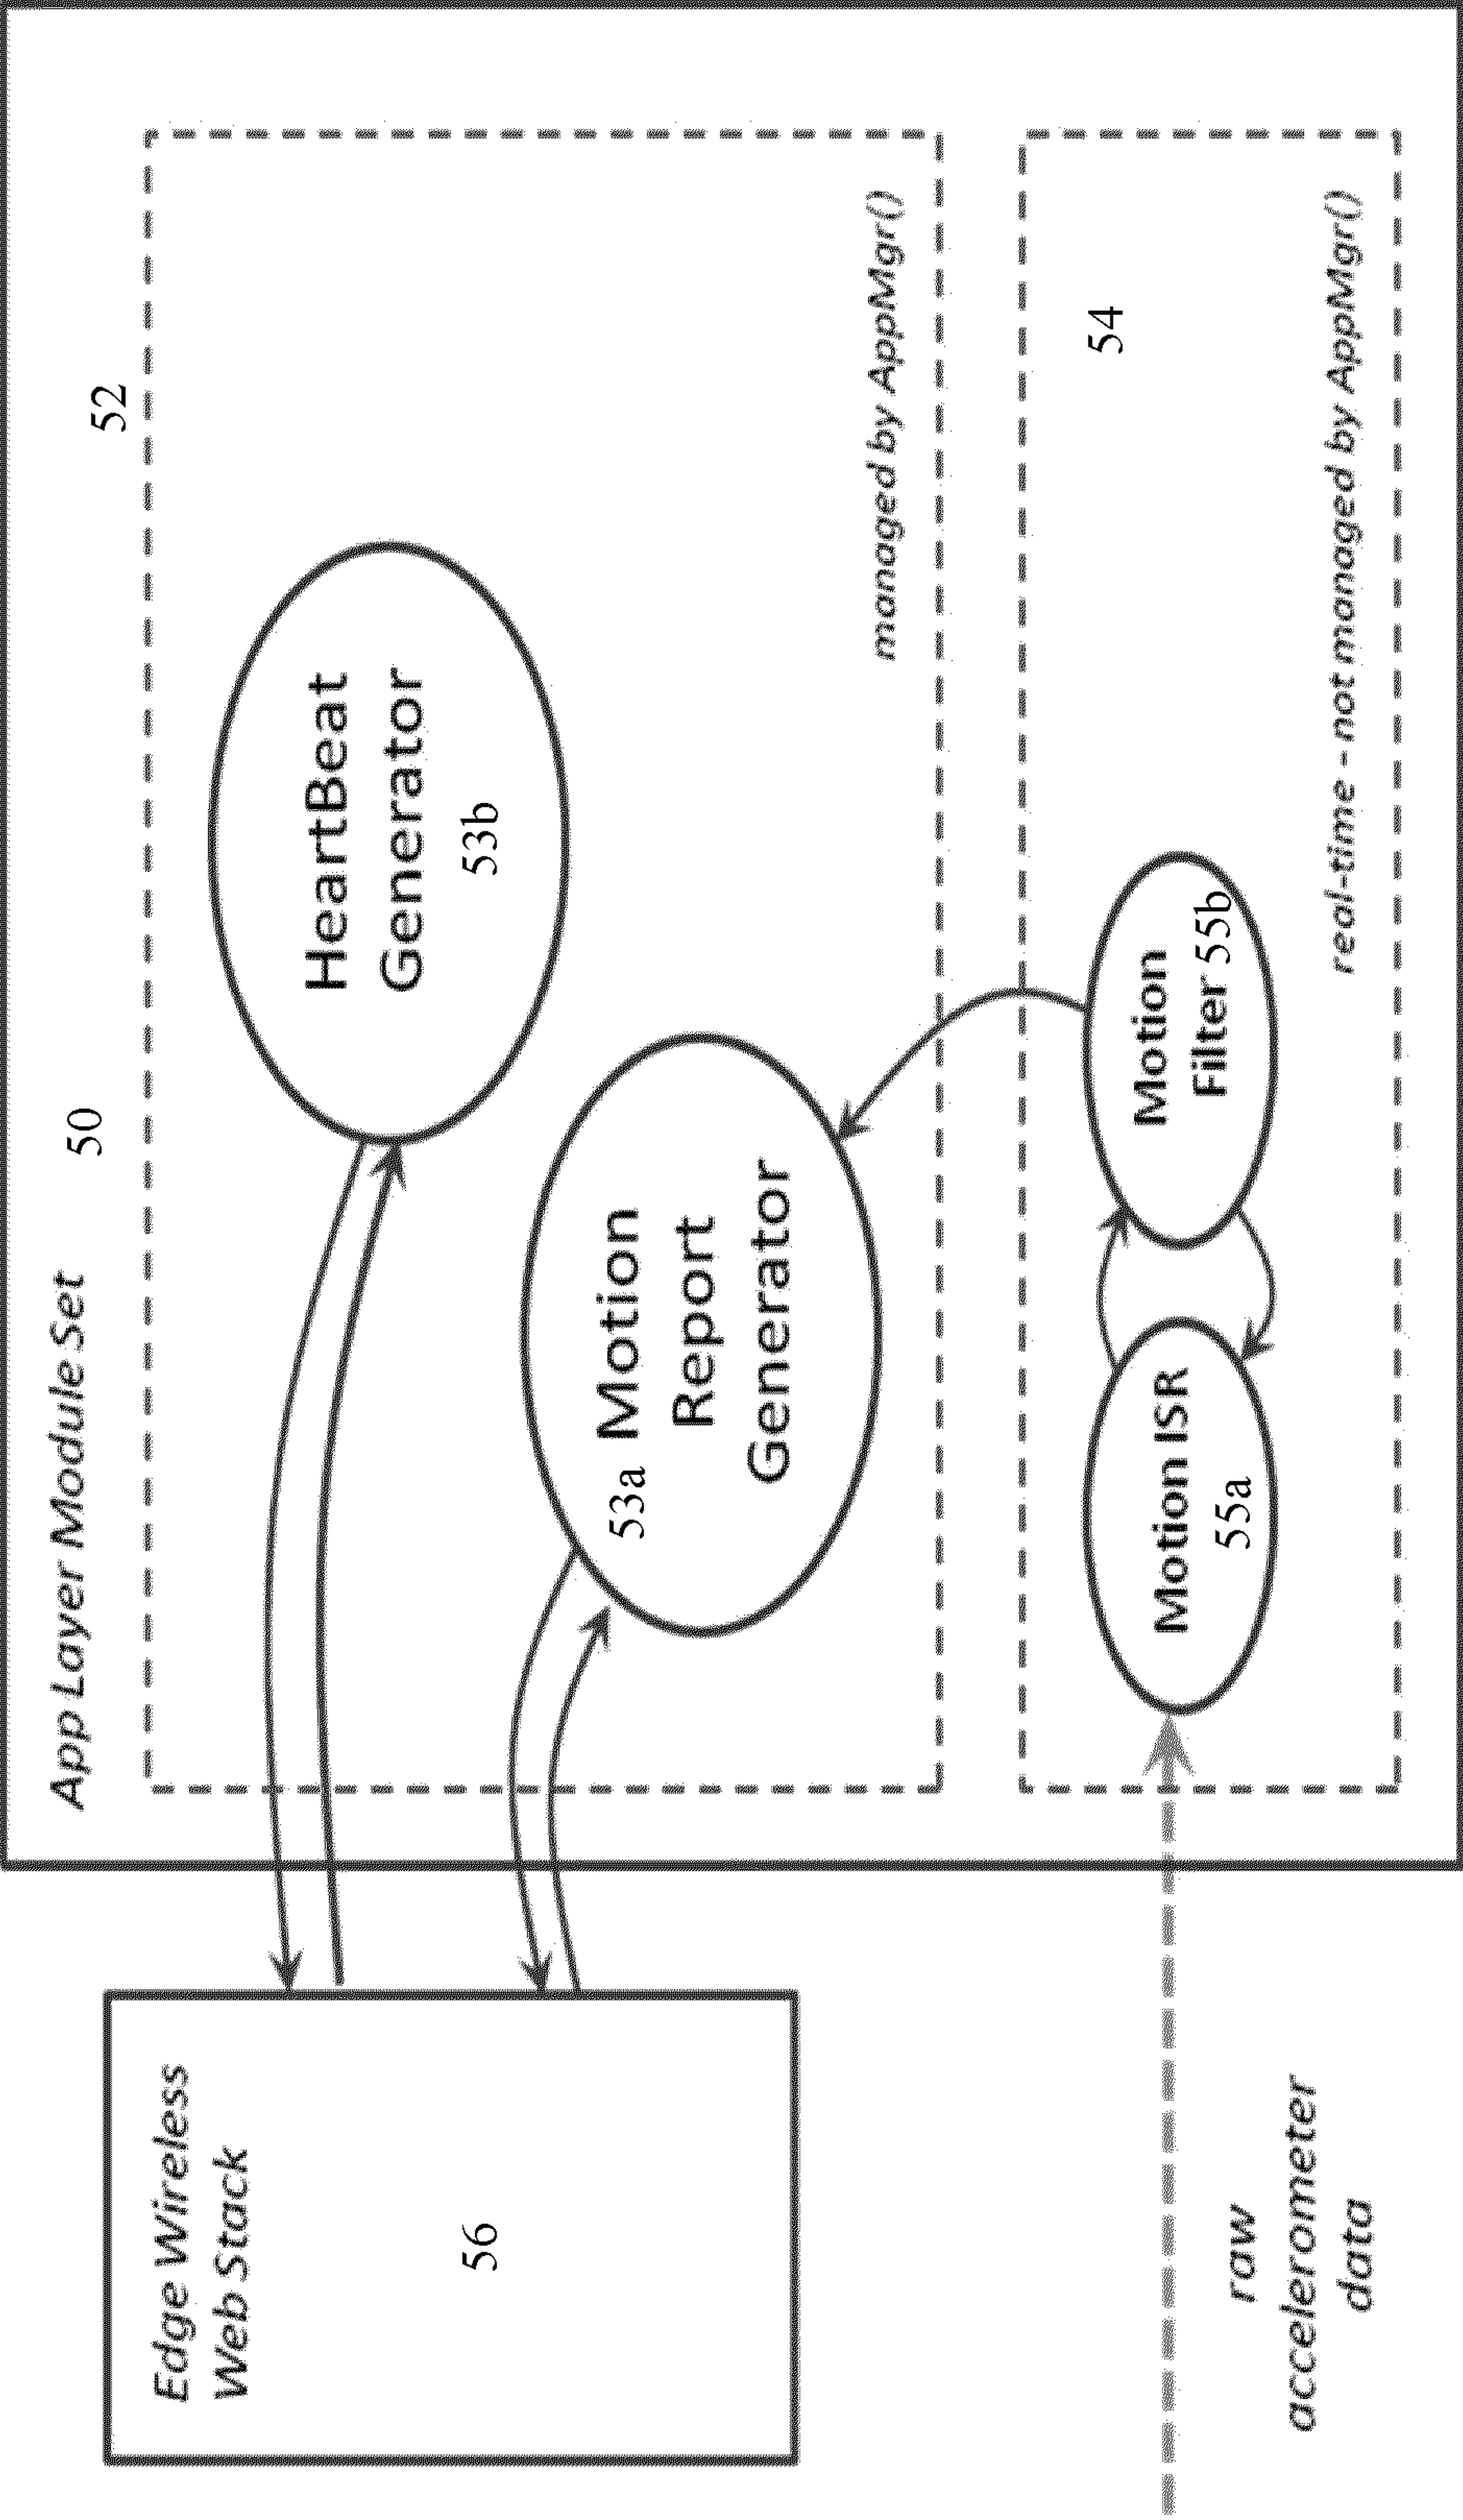 App Layer Module Set
50
52
Edge Wireless
Web Stack
56
HeartBeat
Generator
53b
53a Motion
Report
Generator
managed by AppMgr()
54
Motion ISR
55a
Motion
Filter 55b
real-time - not managed by AppMgr()
raw
accelerometer
data